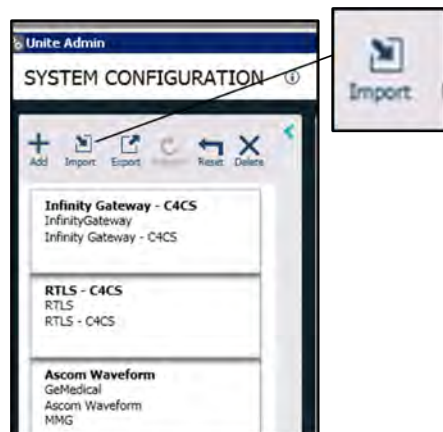 Unite Admin
SYSTEM CONFIGURATION
Add Import Export Reset Delete
Import
Infinity Gateway - C4CS
InfinityGateway
Infinity Gateway - C4CS
RTLS - C4CS
RTLS
RTLS - C4CS
Ascom Waveform
GeMedical
Ascom Waveform
MMG